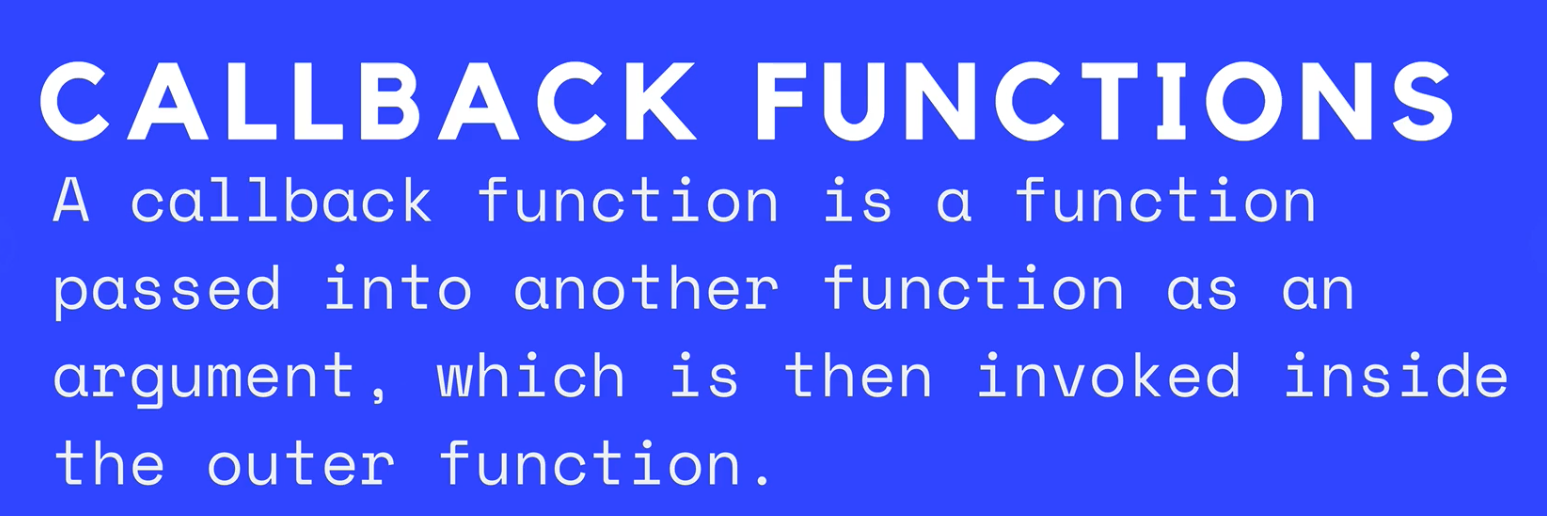 CALLBACK FUNCTIONS
A callback function is a function
passed into another function as an
argument, which is then invoked inside
the outer function.